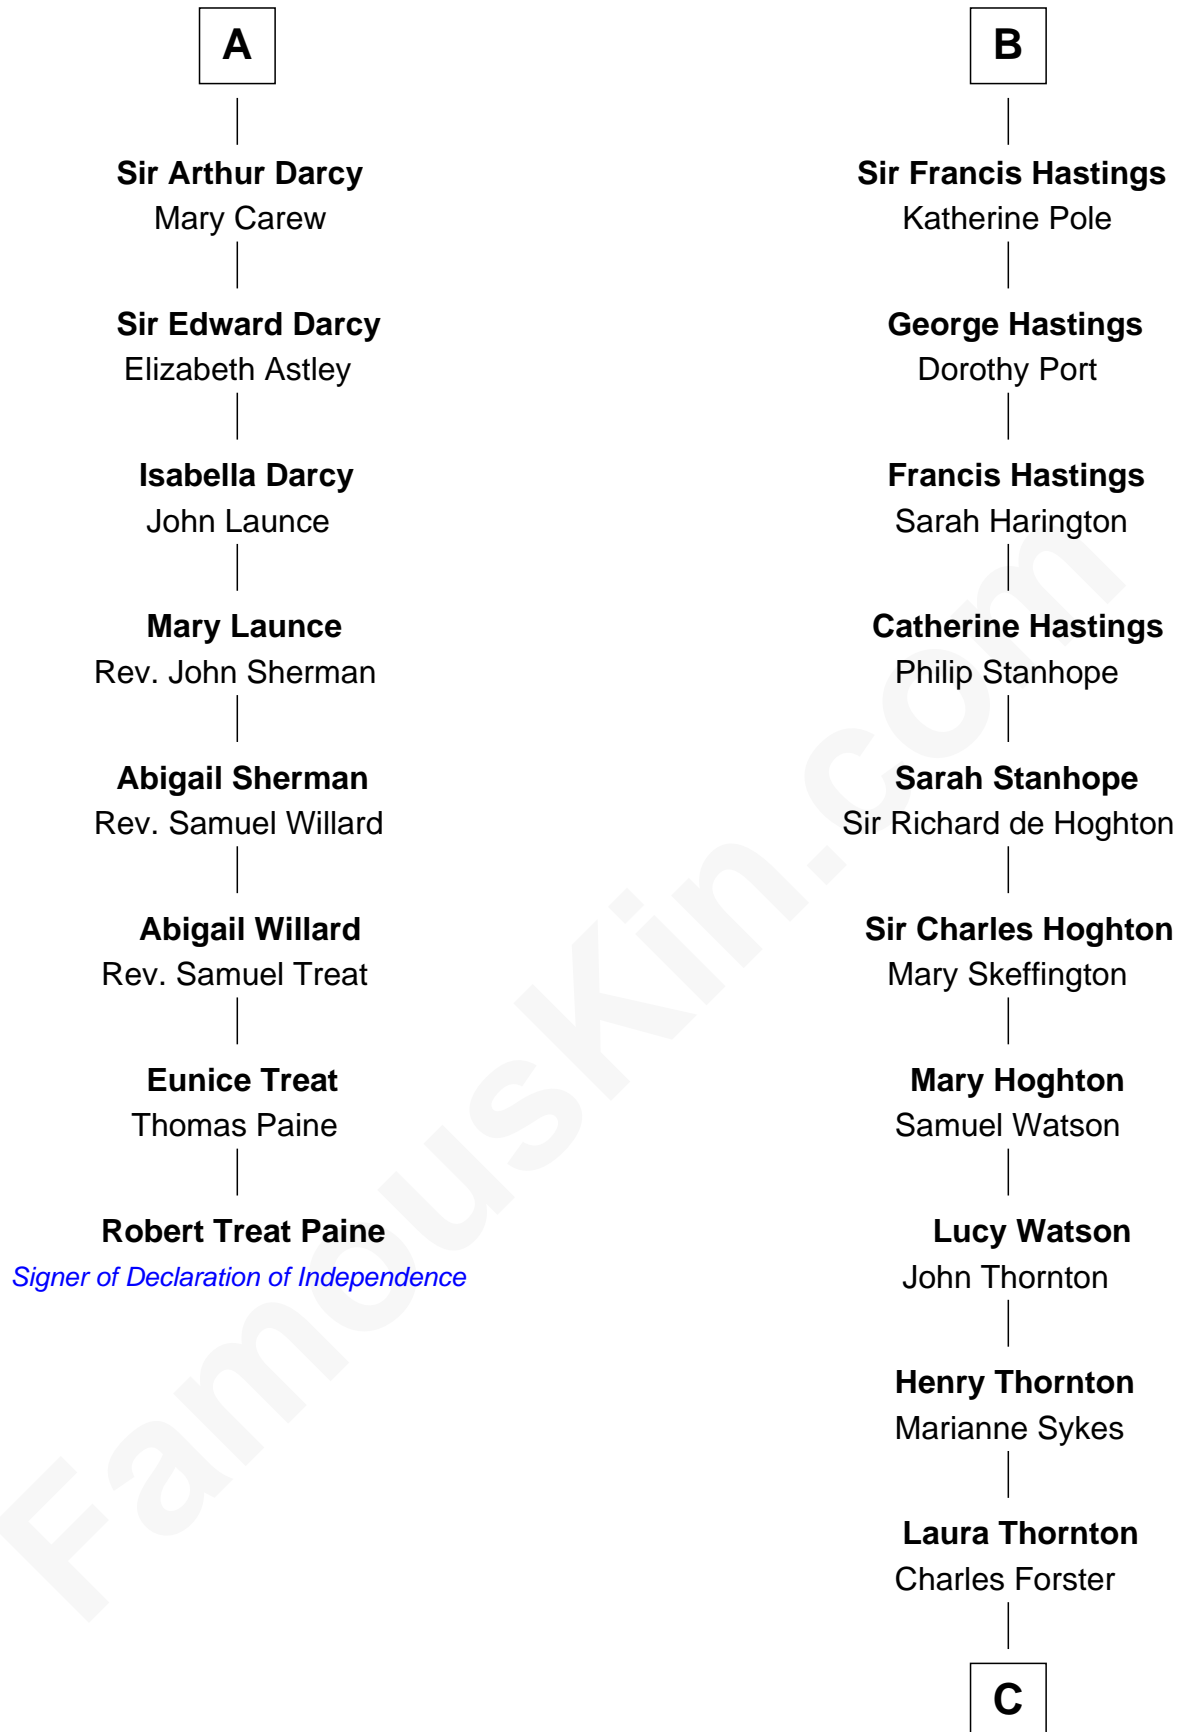 A
Sir Arthur Darcy
Mary Carew
Sir Edward Darcy
Elizabeth Astley
Isabella Darcy
John Launce
Mary Launce
Rev. John Sherman
Abigail Sherman
Rev. Samuel Willard
Abigail Willard
Rev. Samuel Treat
Eunice Treat
Thomas Paine
Robert Treat Paine
Signer of Declaration of Independence
B
Sir Francis Hastings
Katherine Pole
George Hastings
Dorothy Port
Francis Hastings
Sarah Harington
Catherine Hastings
Philip Stanhope
Sarah Stanhope
Sir Richard de Hoghton
Sir Charles Hoghton
Mary Skeffington
Mary Hoghton
Samuel Watson
Lucy Watson
John Thornton
Henry Thornton
Marianne Sykes
Laura Thornton
Charles Forster
C
FamousKin.com